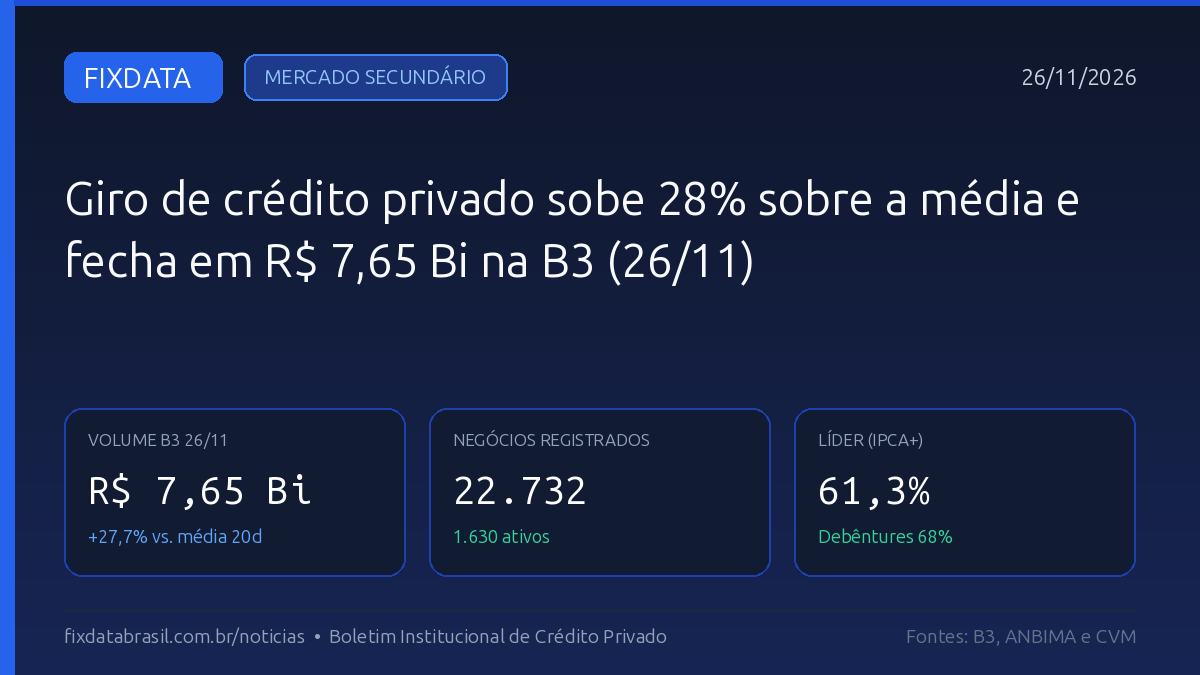 FIXDATA
MERCADO SECUNDÁRIO
26/11/2026
Giro de crédito privado sobe 28% sobre a média e
fecha em R$ 7,65 Bi na B3 (26/11)
VOLUME B3 26/11
R$ 7,65 Bi
+27,7% vs. média 20d
NEGÓCIOS REGISTRADOS
22.732
1.630 ativos
LÍDER (IPCA+)
61,3%
Debêntures 68%
fixdatabrasil.com.br/noticias • Boletim Institucional de Crédito Privado
Fontes: B3, ANBIMA e CVM